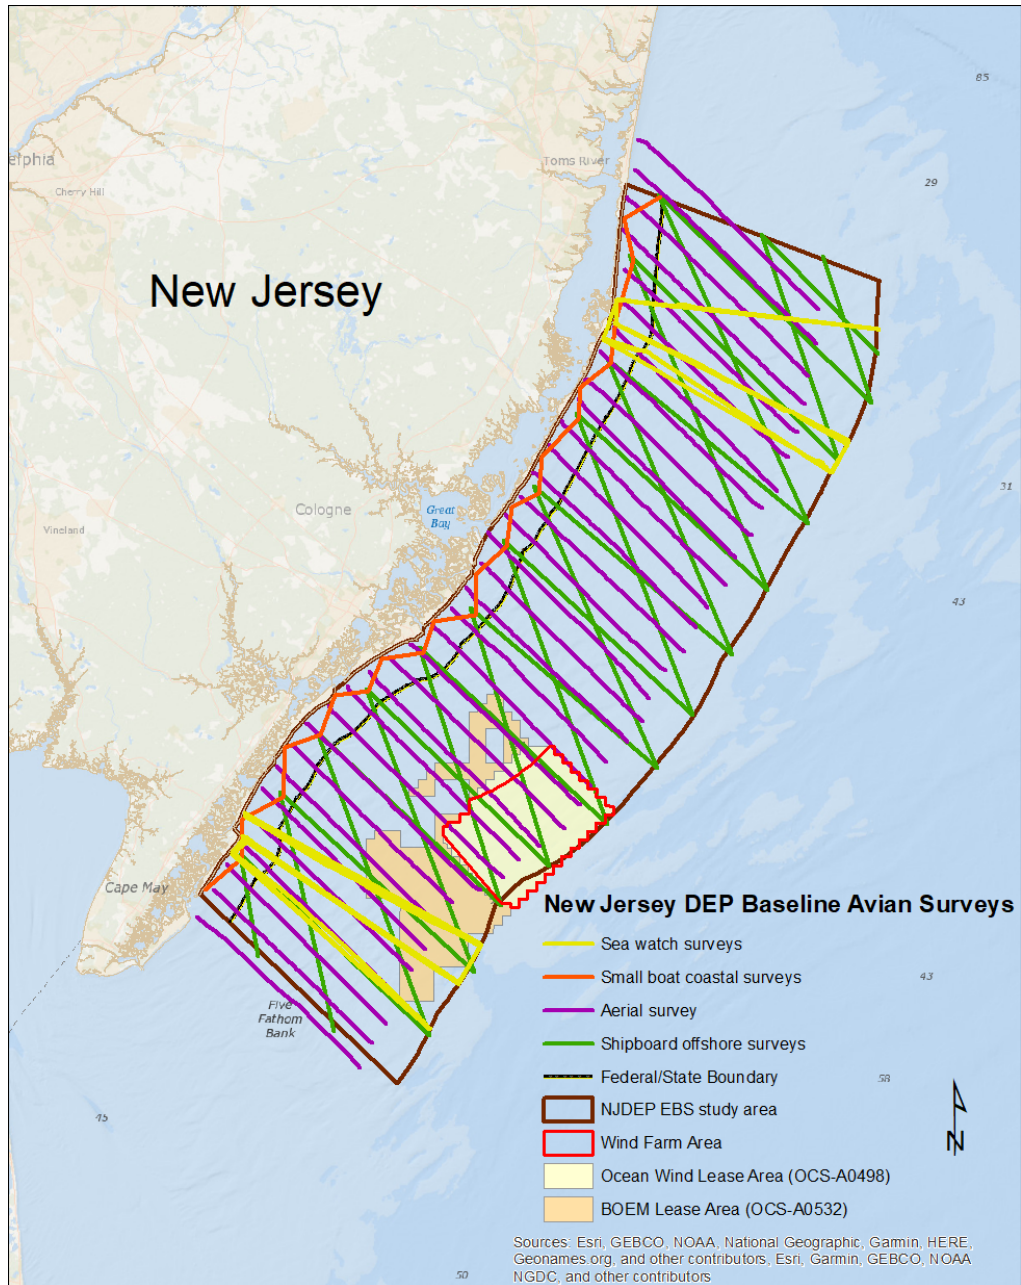 85
elphia
Toms River
Cherry Hill
29
New Jersey
31
Great
Bay
Cologne
Vineland
43
Cape May
New Jersey DEP Baseline Avian Surveys
Sea watch surveys
Small boat coastal surveys
43
Aerial survey
Five
Fathom
Bank
Shipboard offshore surveys
Federal/State Boundary
58
NJDEP EBS study area
45
Wind Farm Area
N
Ocean Wind Lease Area (OCS-A0498)
BOEM Lease Area (OCS-A0532)
Sources: Esri, GEBCO, NOAA, National Geographic, Garmin, HERE,
Geonames.org, and other contributors, Esri, Garmin, GEBCO, NOAA
NGDC, and other contributors
50